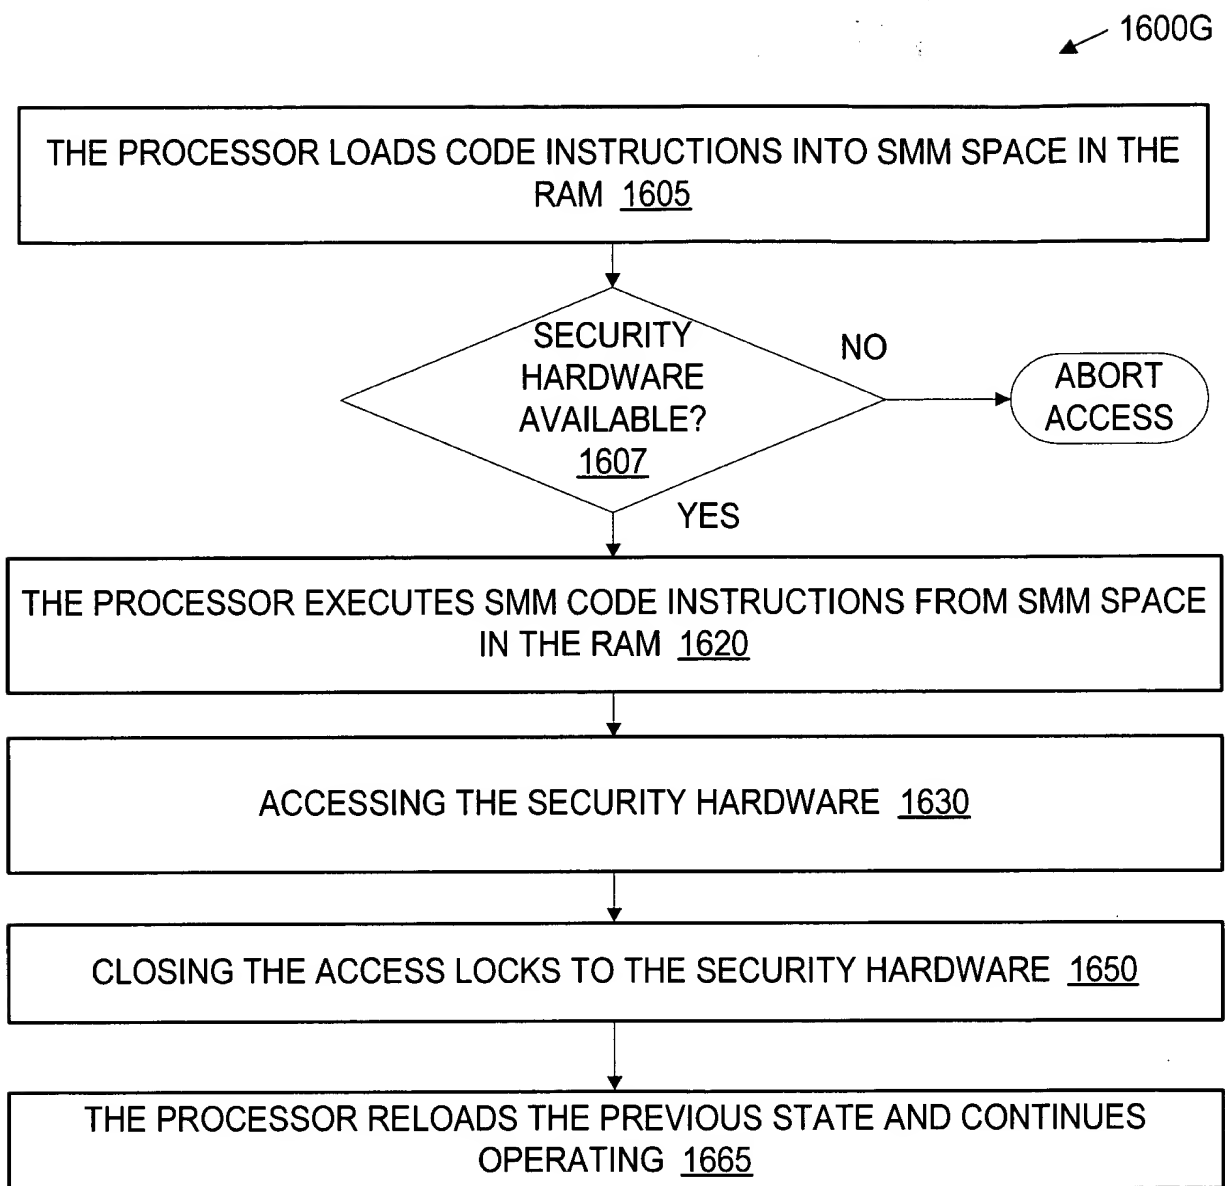 1600G
THE PROCESSOR LOADS CODE INSTRUCTIONS INTO SMM SPACE IN THE
RAM 1605
SECURITY
HARDWARE
AVAILABLE?
1607
NO
ABORT
ACCESS
YES
THE PROCESSOR EXECUTES SMM CODE INSTRUCTIONS FROM SMM SPACE
IN THE RAM 1620
ACCESSING THE SECURITY HARDWARE 1630
CLOSING THE ACCESS LOCKS TO THE SECURITY HARDWARE 1650
THE PROCESSOR RELOADS THE PREVIOUS STATE AND CONTINUES
OPERATING 1665